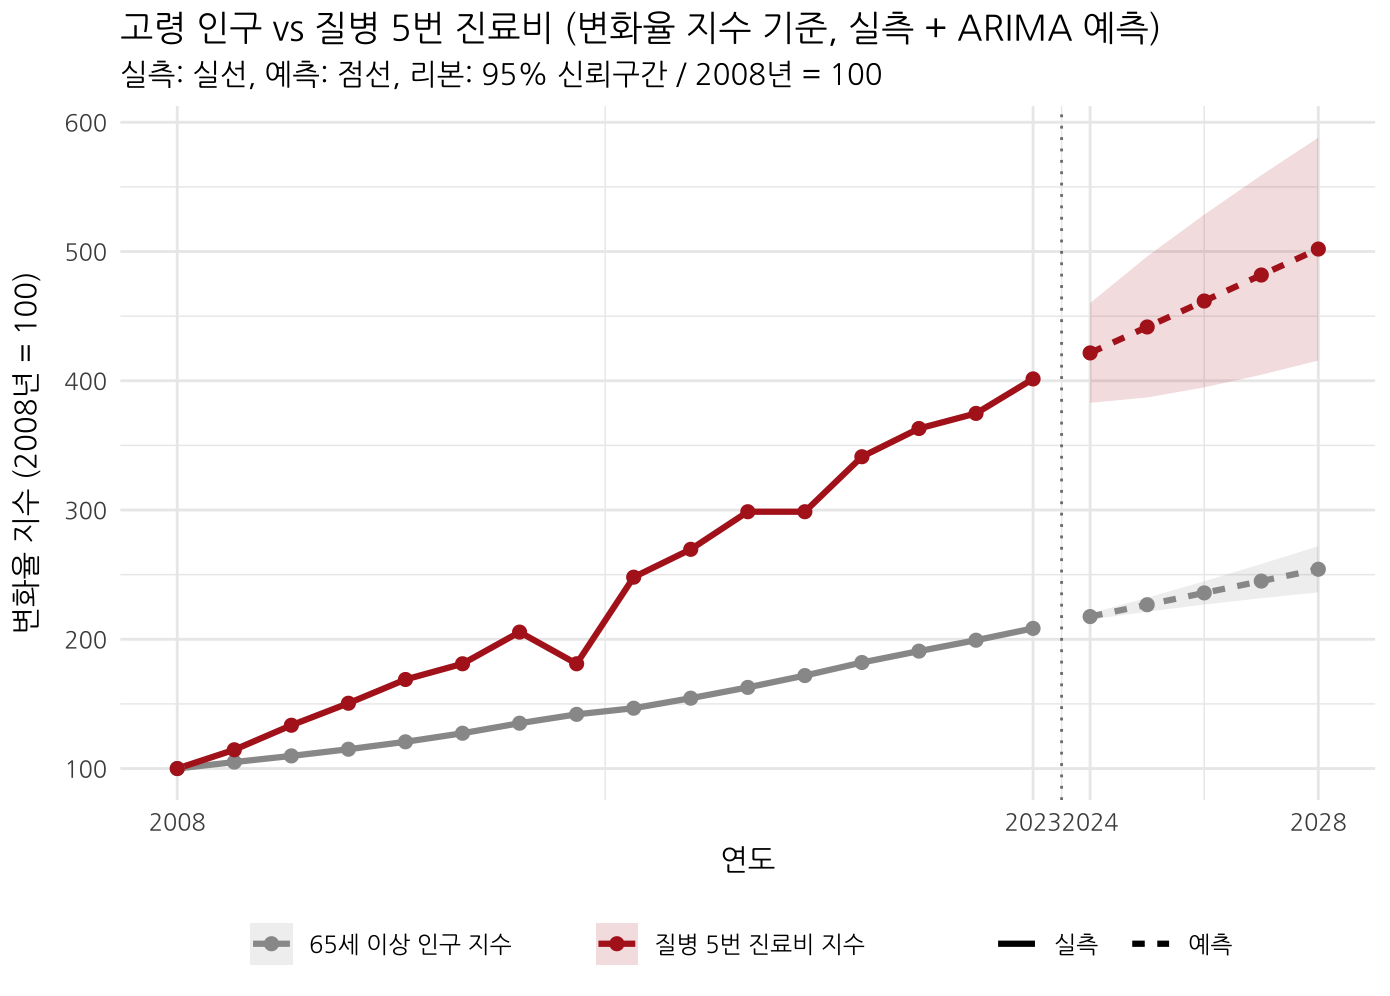 고령 인구 vs 질병 5번 진료비 (변화율 지수 기준, 실측 + ARIMA 예측)
실측: 실선, 예측: 점선, 리본: 95% 신뢰구간 / 2008년 = 100
변화율 지수 (2008년 = 100)
600
500
400
300
200
100
2008 2023 2024 2028
연도
65세 이상 인구 지수 질병 5번 진료비 지수 실측 예측